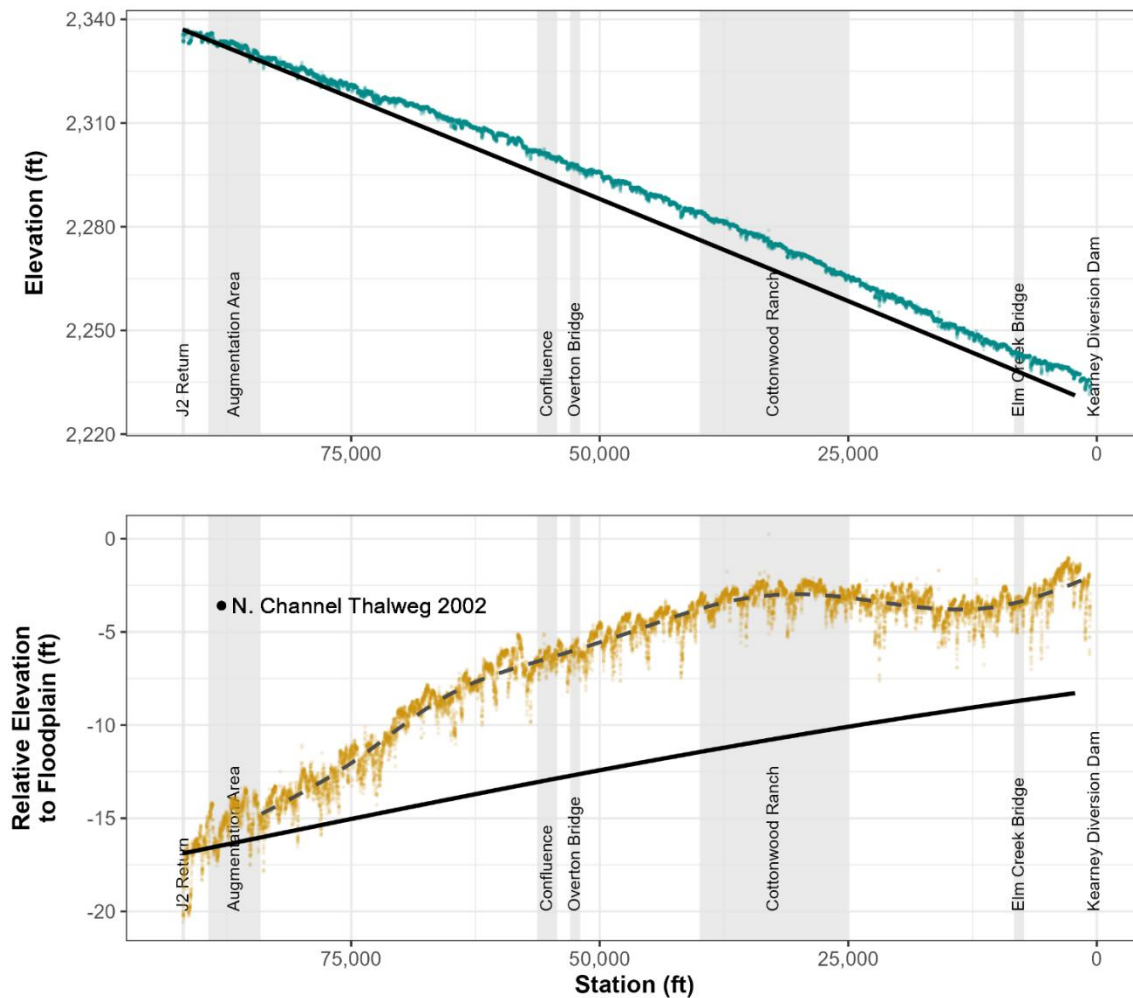 2,340
2,310
2,280
2,250
2,220
Elevation (ft)
J2 Return
Augmentation Area
Confluence
Overton Bridge
Cottonwood Ranch
Elm Creek Bridge
Kearney Diversion Dam
75,000
50,000
25,000
0
0
-5
-10
-15
-20
Relative Elevation
to Floodplain (ft)
N. Channel Thalweg 2002
J2 Return
Augmentation Area
Confluence
Overton Bridge
Cottonwood Ranch
Elm Creek Bridge
Kearney Diversion Dam
75,000
50,000
25,000
0
Station (ft)